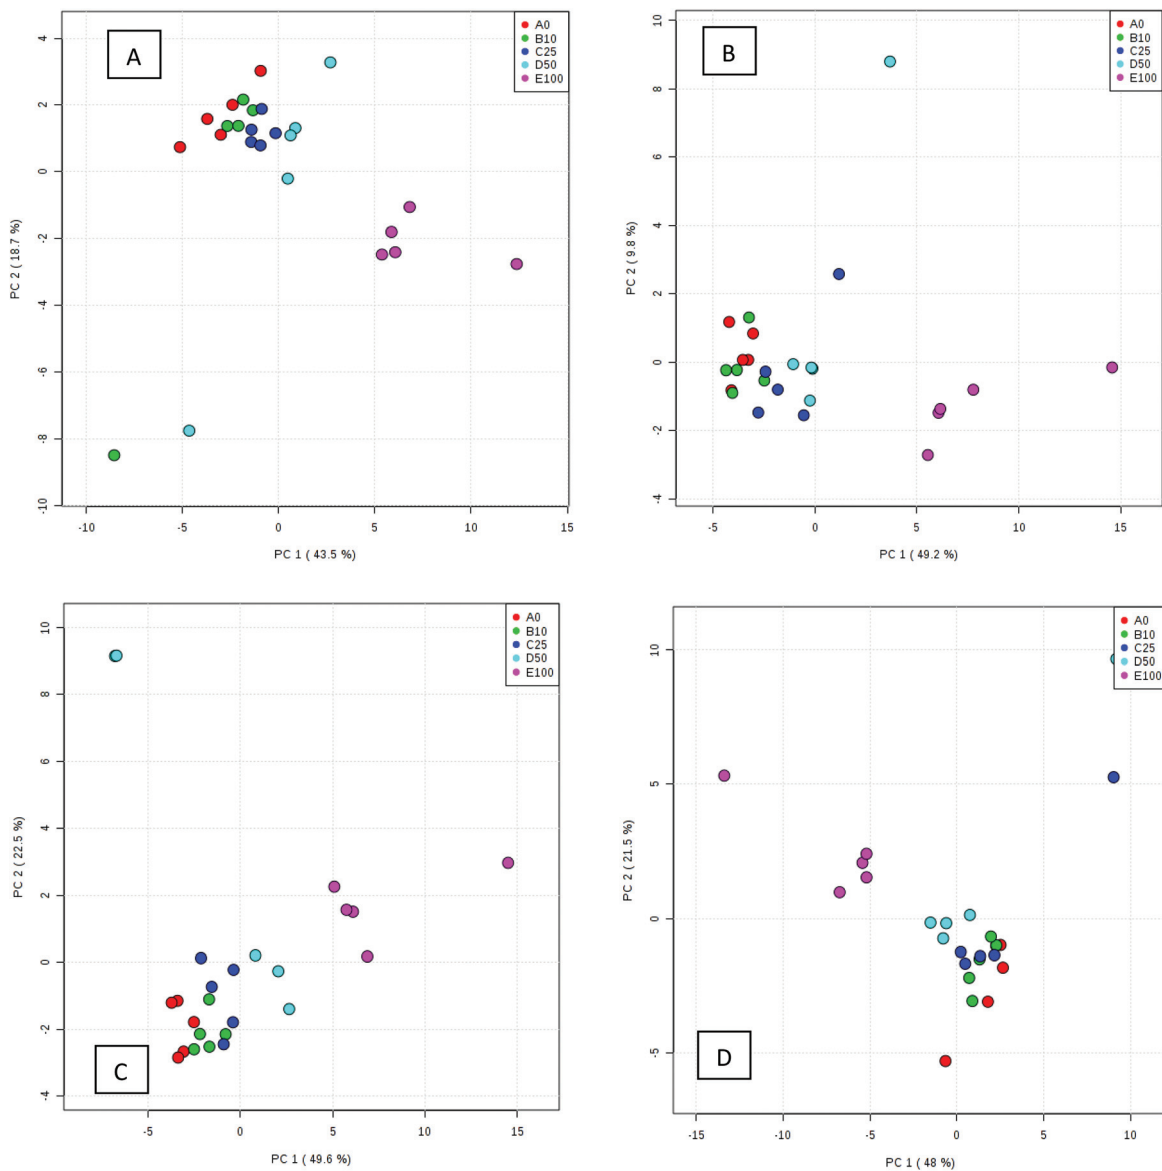 A
A0
B10
C25
D50
E100
4
2
0
-2
-4
-6
-8
-10
PC 2 ( 18.7 %)
-10 -5 0 5 10 15
PC 1 ( 43.5 %)
B
A0
B10
C25
D50
E100
10
8
6
4
2
0
-2
-4
PC 2 ( 9.8 %)
-5 0 5 10 15
PC 1 ( 49.2 %)
A0
B10
C25
D50
E100
10
8
6
4
2
0
-2
-4
PC 2 ( 22.5 %)
C
-5 0 5 10 15
PC 1 ( 49.6 %)
A0
B10
C25
D50
E100
10
5
0
-5
PC 2 ( 21.5 %)
D
-15 -10 -5 0 5 10
PC 1 ( 48 %)